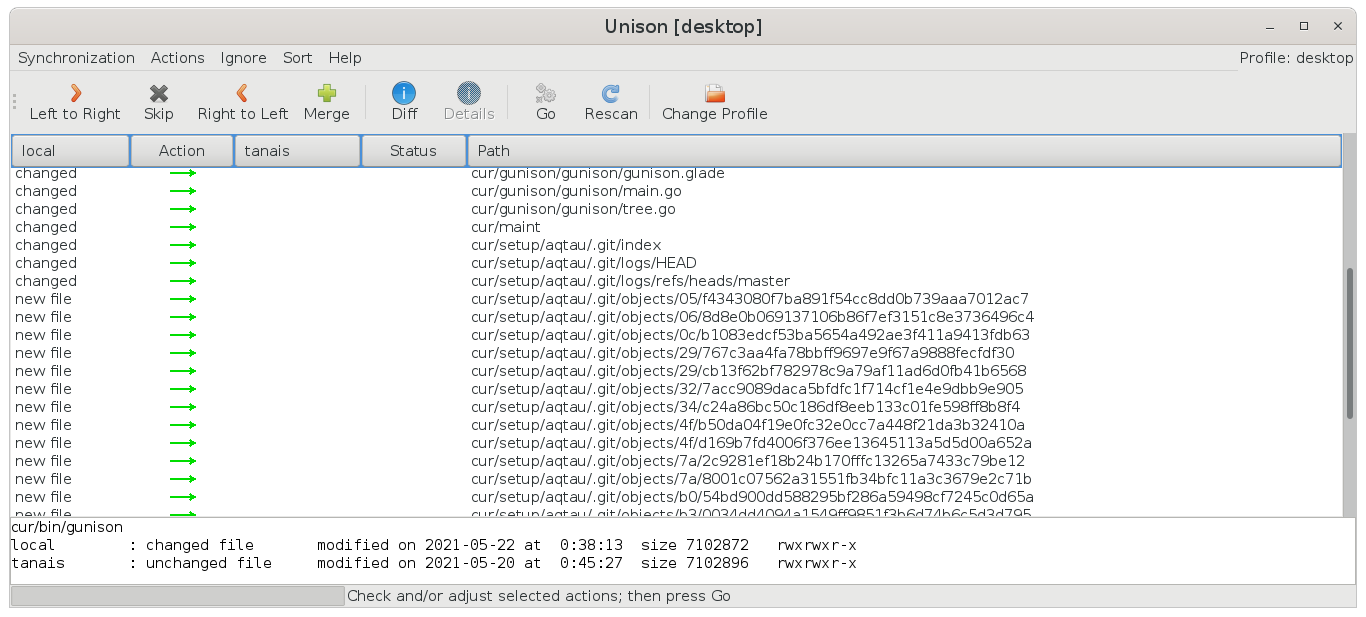 Unison [desktop]
Synchronization Actions Ignore Sort Help Profile: desktop
Left to Right Skip Right to Left Merge Diff Details Go Rescan Change Profile
local Action tanais Status Path
changed cur/gunison/gunison/gunison.glade
changed cur/gunison/gunison/main.go
changed cur/gunison/gunison/tree.go
changed cur/maint
changed cur/setup/aqtau/.git/index
changed cur/setup/aqtau/.git/logs/HEAD
changed cur/setup/aqtau/.git/logs/refs/heads/master
new file cur/setup/aqtau/.git/objects/05/f4343080f7ba891f54cc8dd0b739aaa7012ac7
new file cur/setup/aqtau/.git/objects/06/8d8e0b069137106b86f7ef3151c8e3736496c4
new file cur/setup/aqtau/.git/objects/0c/b1083edcf53ba5654a492ae3f411a9413fdb63
new file cur/setup/aqtau/.git/objects/29/767c3aa4fa78bbff9697e9f67a9888fecfdf30
new file cur/setup/aqtau/.git/objects/29/cb13f62bf782978c9a79af11ad6d0fb41b6568
new file cur/setup/aqtau/.git/objects/32/7acc9089daca5bfdfc1f714cf1e4e9dbb9e905
new file cur/setup/aqtau/.git/objects/34/c24a86bc50c186df8eeb133c01fe598ff8b8f4
new file cur/setup/aqtau/.git/objects/4f/b50da04f19e0fc32e0cc7a448f21da3b32410a
new file cur/setup/aqtau/.git/objects/4f/d169b7fd4006f376ee13645113a5d5d00a652a
new file cur/setup/aqtau/.git/objects/7a/2c9281ef18b24b170fffc13265a7433c79be12
new file cur/setup/aqtau/.git/objects/7a/8001c07562a31551fb34bfc11a3c3679e2c71b
new file cur/setup/aqtau/.git/objects/b0/54bd900dd588295bf286a59498cf7245c0d65a
new file cur/setup/aqtau/.git/objects/b3/0034dd4094a1549ff9851f3b6d74b6c5d3d795
cur/bin/gunison
local : changed file modified on 2021-05-22 at 0:38:13 size 7102872 rwxrwxr-x
tanais : unchanged file modified on 2021-05-20 at 0:45:27 size 7102896 rwxrwxr-x
Check and/or adjust selected actions; then press Go